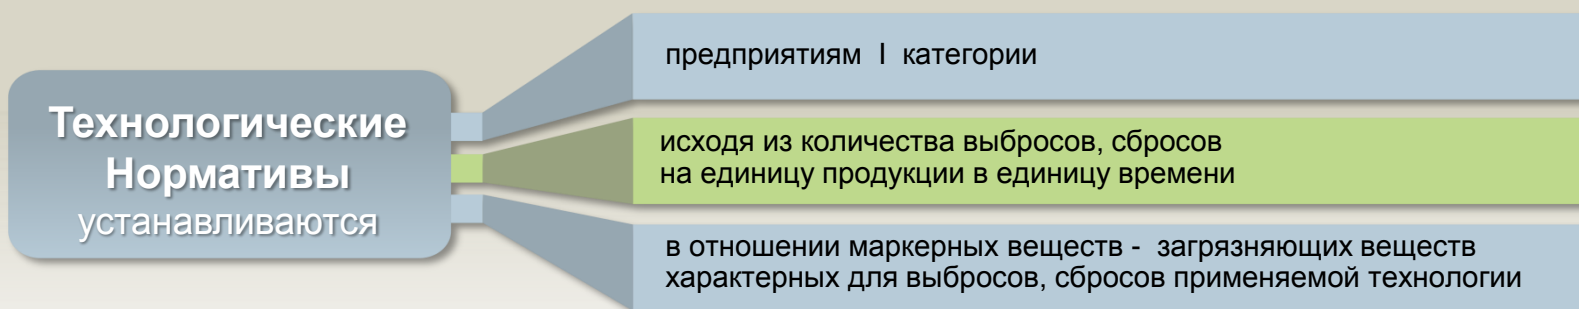 Технологические
Нормативы
устанавливаются
предприятиям I категории
исходя из количества выбросов, сбросов
на единицу продукции в единицу времени
в отношении маркерных веществ - загрязняющих веществ
характерных для выбросов, сбросов применяемой технологии